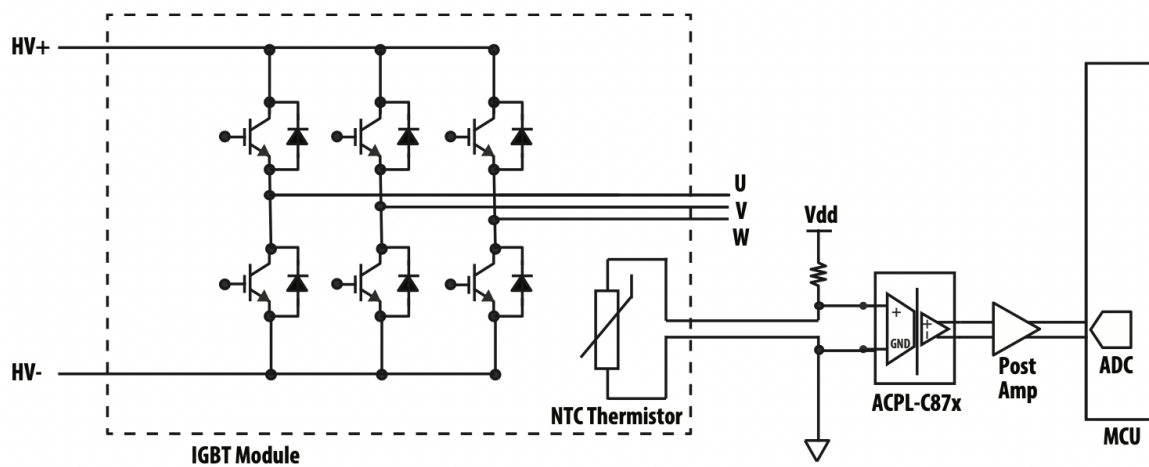 HV+
U
V
W
Vdd
+
GND
+
−
ACPL-C87x
Post
Amp
ADC
MCU
HV-
NTC Thermistor
IGBT Module